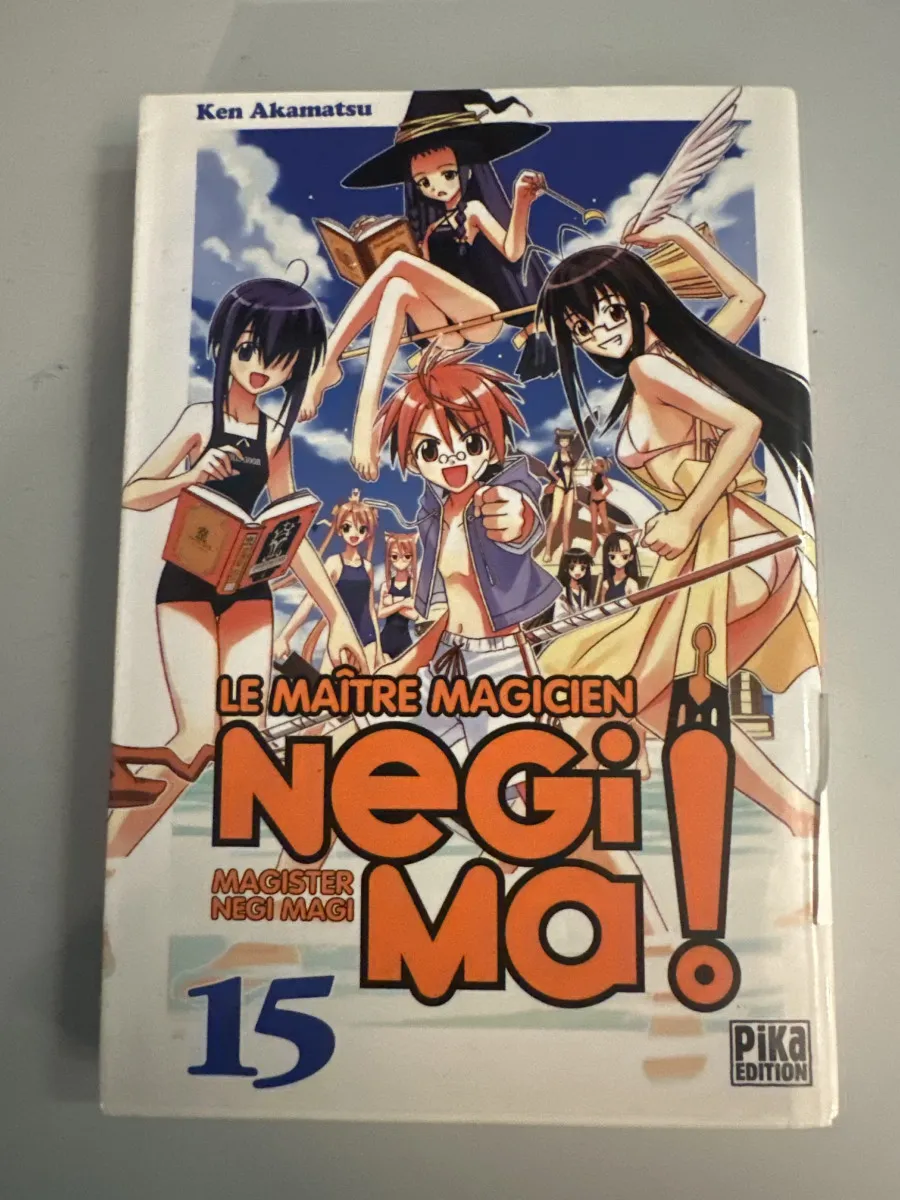 Ken Akamatsu
LE MAÎTRE MAGICIEN
NeGi
MAGISTER
NEGI MAGI
Ma!
15
PiKa
EDITION